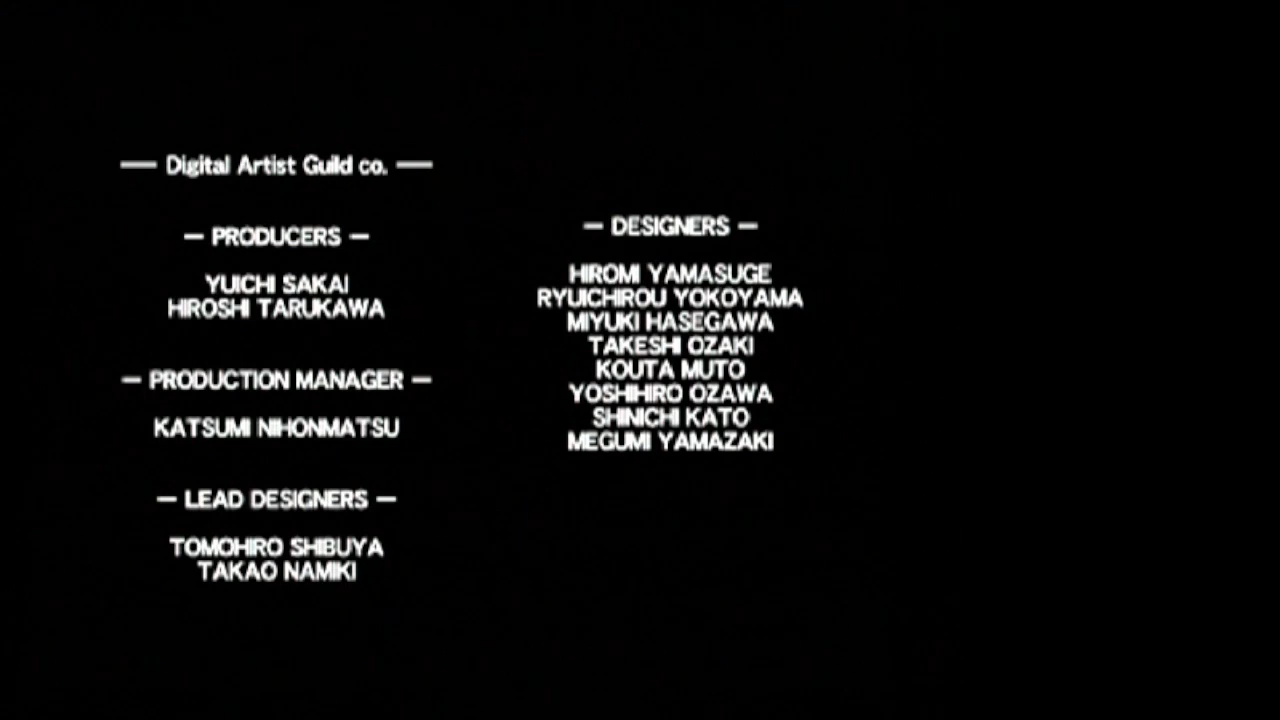 — Digital Artist Guild co. —
— PRODUCERS —
YUICHI SAKAI
HIROSHI TARUKAWA
— PRODUCTION MANAGER —
KATSUMI NIHONMATSU
— LEAD DESIGNERS —
TOMOHIRO SHIBUYA
TAKAO NAMIKI
— DESIGNERS —
HIROMI YAMASUGE
RYUICHIROU YOKOYAMA
MIYUKI HASEGAWA
TAKESHI OZAKI
KOUTA MUTO
YOSHIHIRO OZAWA
SHINICHI KATO
MEGUMI YAMAZAKI